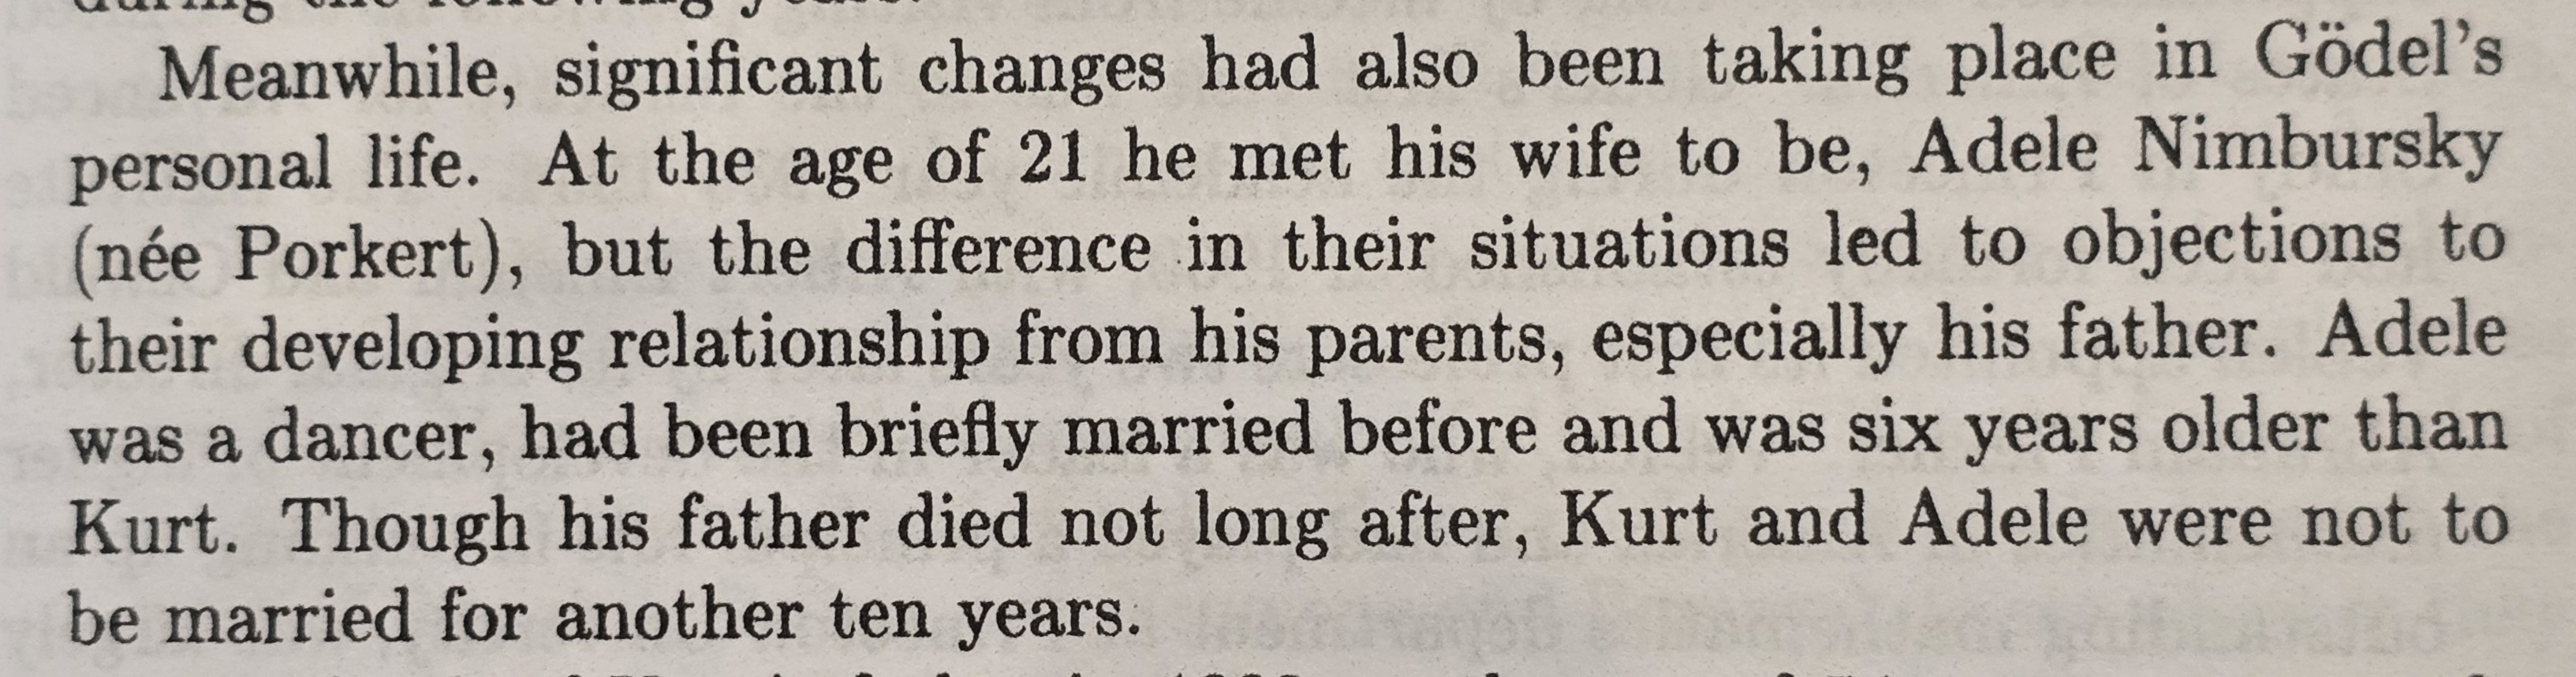 during the following years.
Meanwhile, significant changes had also been taking place in Gödel's
personal life. At the age of 21 he met his wife to be, Adele Nimbursky
(née Porkert), but the difference in their situations led to objections to
their developing relationship from his parents, especially his father. Adele
was a dancer, had been briefly married before and was six years older than
Kurt. Though his father died not long after, Kurt and Adele were not to
be married for another ten years.